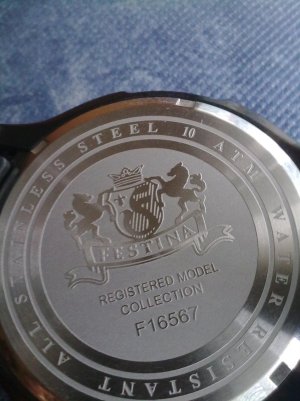 ALL STAINLESS STEEL 10 ATM WATER RESISTANT
FESTINA
REGISTERED MODEL
COLLECTION
F16567